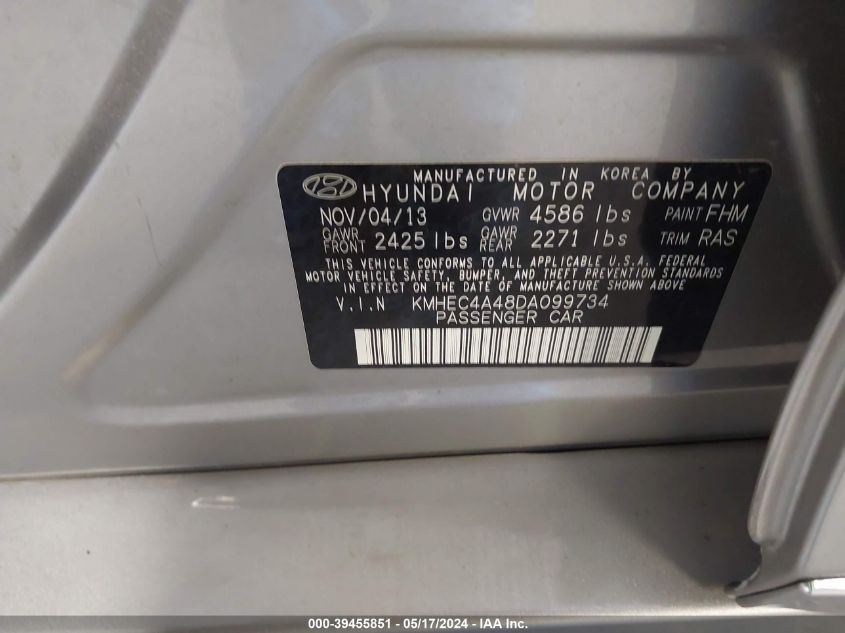 MANUFACTURED IN KOREA BY
HYUNDAI MOTOR COMPANY
NOV/04/13 GVWR 4586 lbs PAINT FHM
GAWR FRONT 2425 lbs GAWR REAR 2271 lbs TRIM RAS
THIS VEHICLE CONFORMS TO ALL APPLICABLE U.S.A. FEDERAL
MOTOR VEHICLE SAFETY, BUMPER, AND THEFT PREVENTION STANDARDS
IN EFFECT ON THE DATE OF MANUFACTURE SHOWN ABOVE
V.I.N KMHEC4A48DA099734
PASSENGER CAR
000-39455851 - 05/17/2024 - IAA Inc.